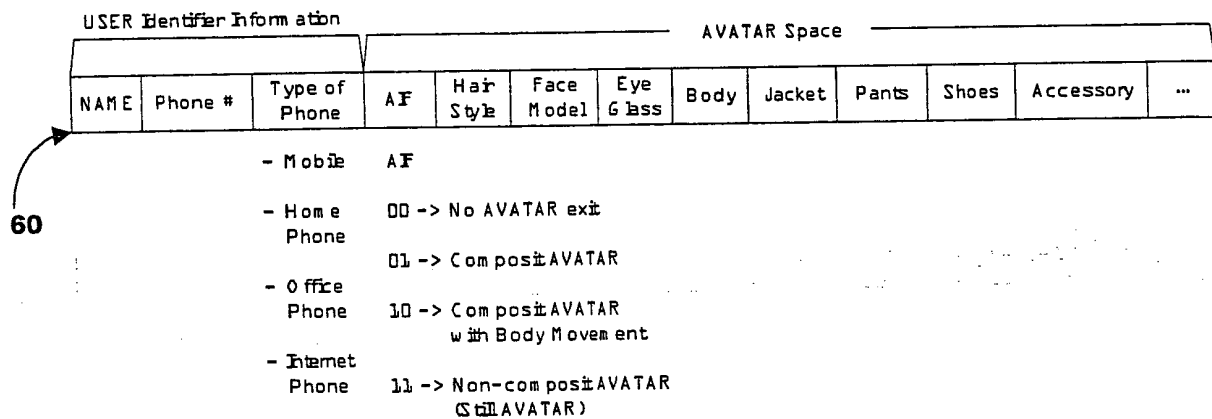 USER Identifier Information
AVATAR Space
NAME Phone # Type of Phone AIF Hair Style Face Model Eye Glass Body Jacket Pants Shoes Accessory ...
60
- Mobile
- Home Phone
- Office Phone
- Internet Phone
AIF
00 -> No AVATAR exit
01 -> Composit AVATAR
10 -> Composit AVATAR
with Body Movement
11 -> Non-composit AVATAR
(Still AVATAR)